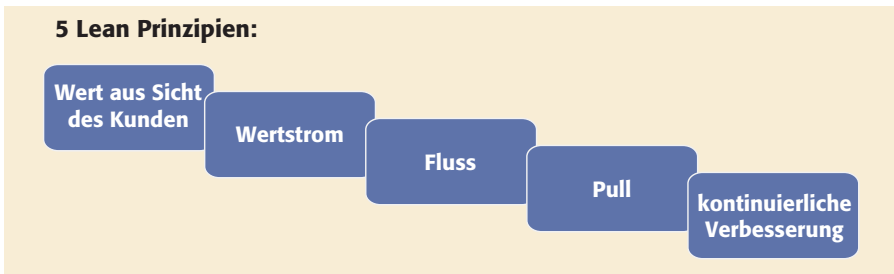 5 Lean Prinzipien:
Wert aus Sicht
des Kunden
Wertstrom
Fluss
Pull
kontinuierliche
Verbesserung